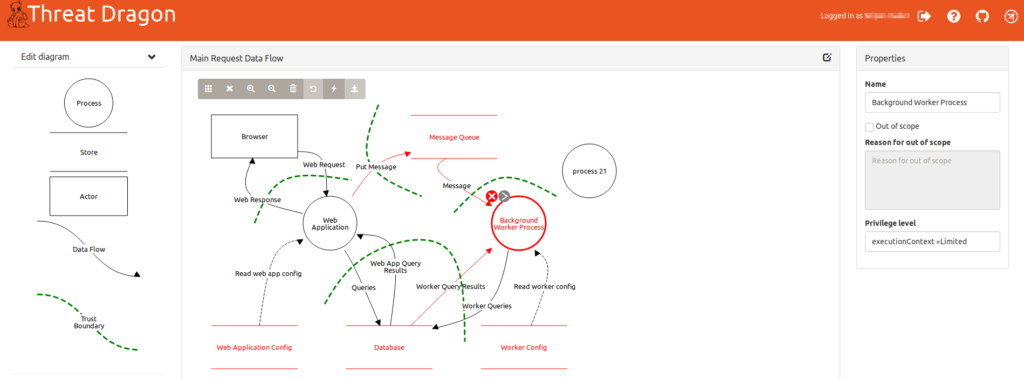 Threat Dragon
Logged in as
Edit diagram
Process
Store
Actor
Data Flow
Trust
Boundary
Main Request Data Flow
Browser
Message Queue
process 21
Web Request
Put Message
Message
Web Response
Web
Application
Background
Worker Process
Read web app config
Web App Query
Results
Queries
Worker Query Results
Read worker config
Worker Queries
Web Application Config
Database
Worker Config
Properties
Name
Background Worker Process
Out of scope
Reason for out of scope
Reason for out of scope
Privilege level
executionContext =Limited